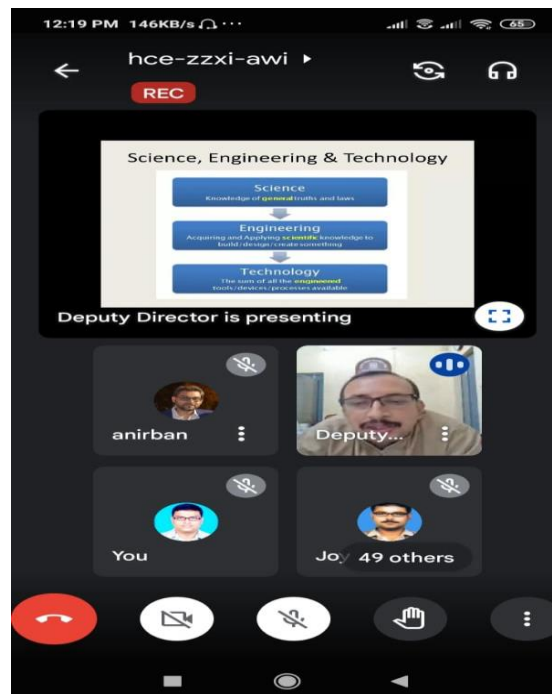 12:19 PM 146KB/s ...
65
hce-zzxi-awi
REC
Science, Engineering & Technology
Science
Knowledge of general truths and laws
Engineering
Acquiring and Applying scientific knowledge to
build/design/create something
Technology
The sum of all the engineered
tools/devices/processes available
Deputy Director is presenting
anirban
Deputy...
You
Joy
49 others